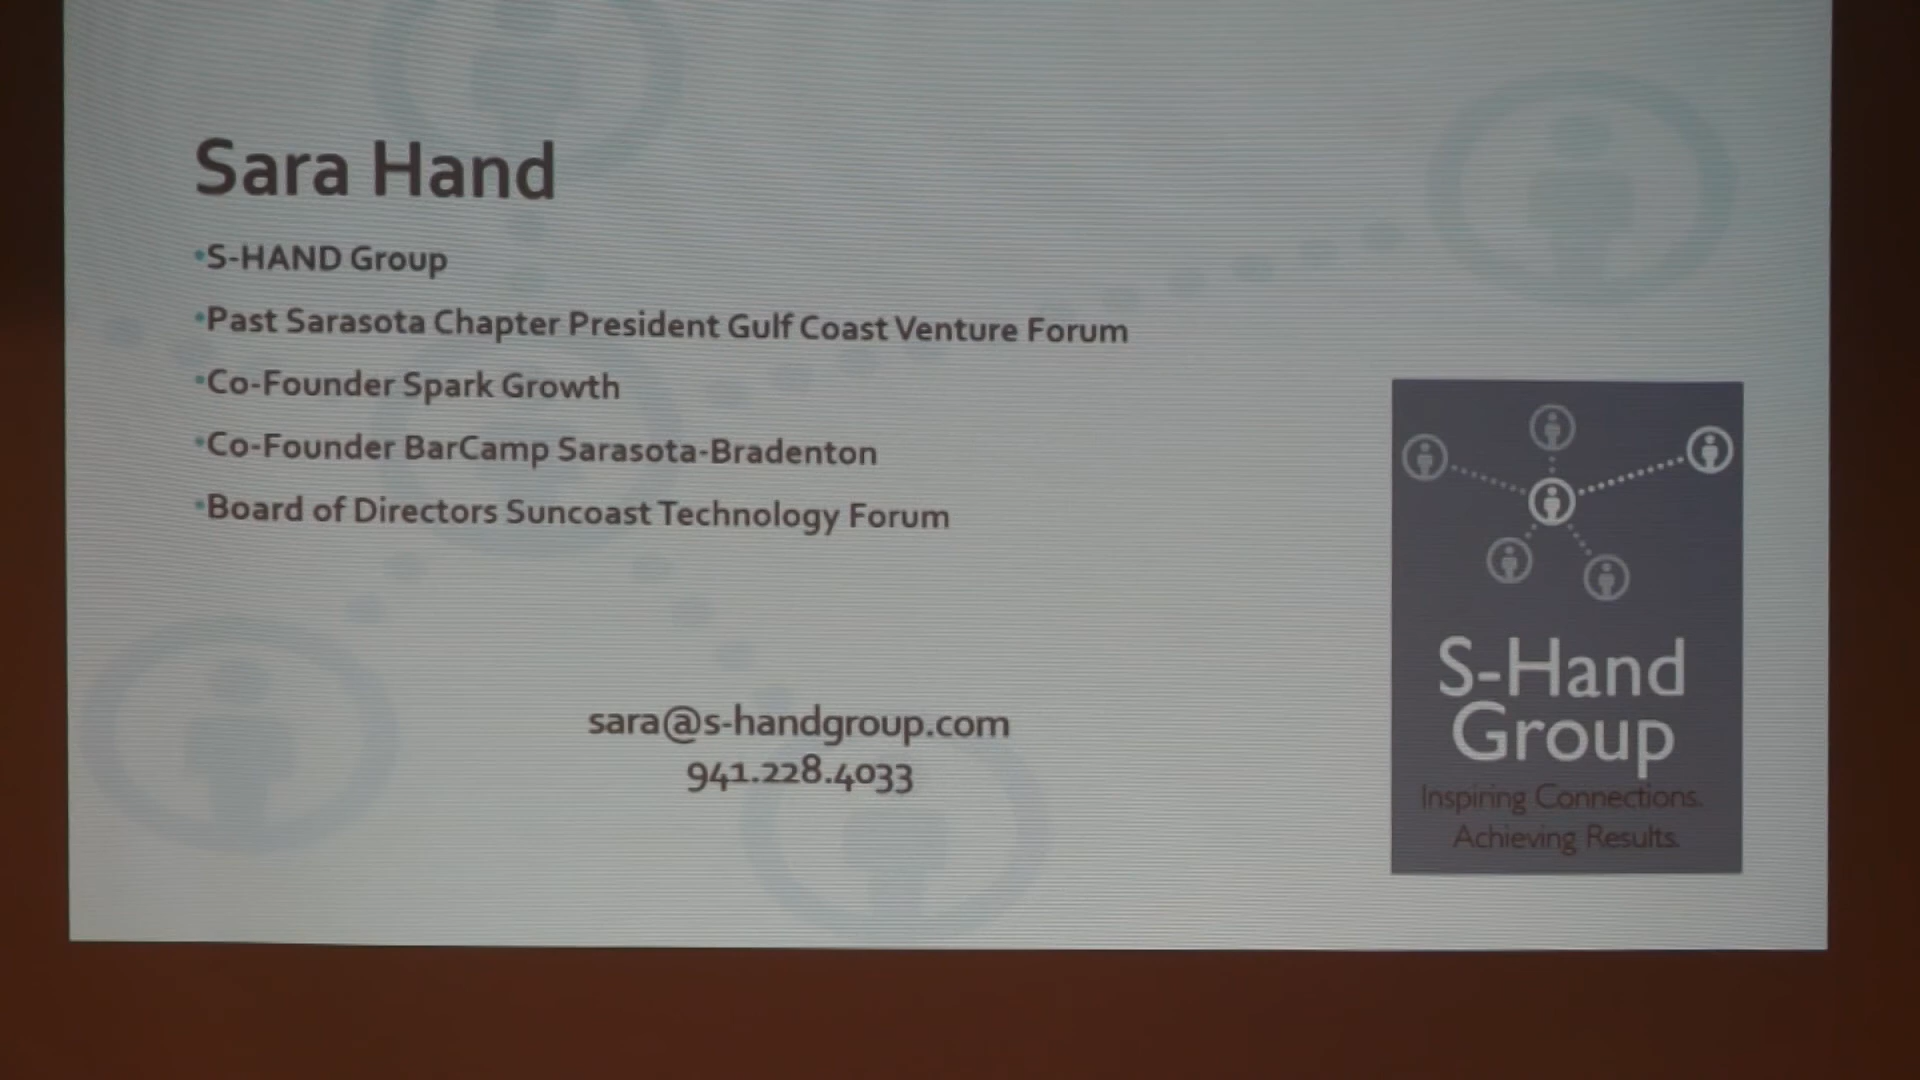 Sara Hand
•S-HAND Group
•Past Sarasota Chapter President Gulf Coast Venture Forum
•Co-Founder Spark Growth
•Co-Founder BarCamp Sarasota-Bradenton
•Board of Directors Suncoast Technology Forum
sara@s-handgroup.com
941.228.4033
S-Hand
Group
Inspiring Connections.
Achieving Results.